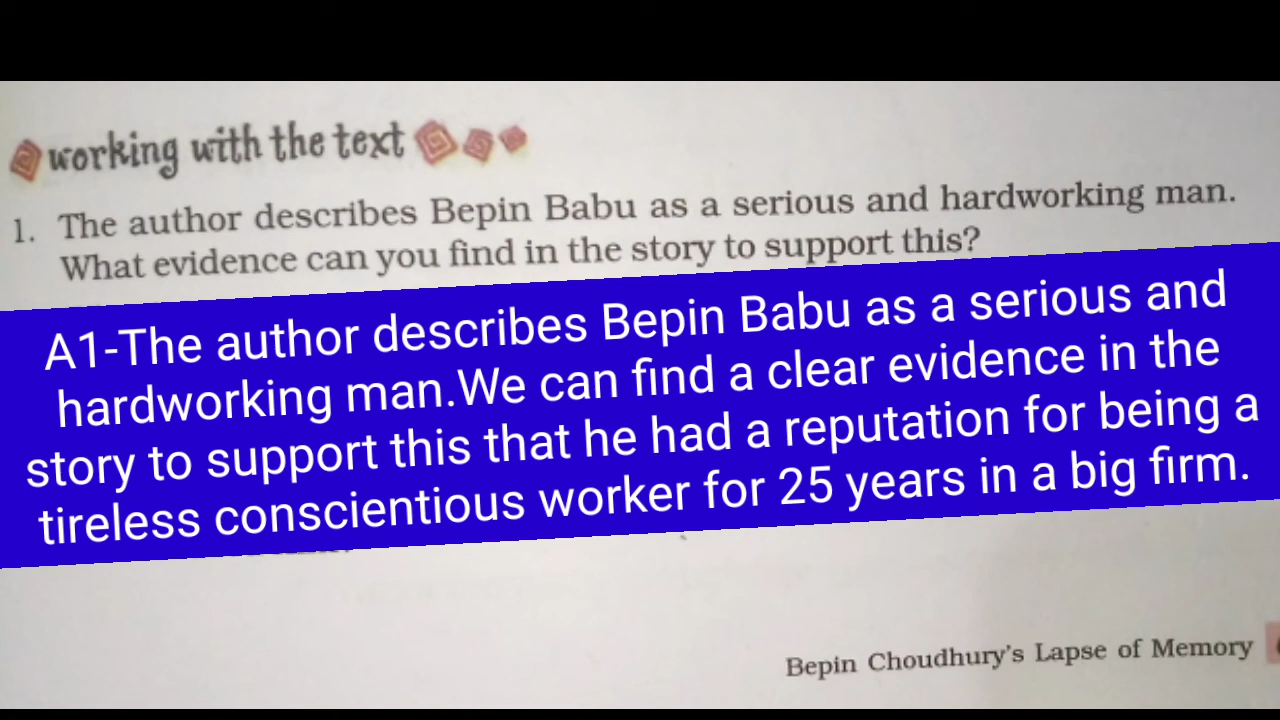 working with the text
1. The author describes Bepin Babu as a serious and hardworking man.
What evidence can you find in the story to support this?
A1-The author describes Bepin Babu as a serious and
hardworking man.We can find a clear evidence in the
story to support this that he had a reputation for being a
tireless conscientious worker for 25 years in a big firm.
Bepin Choudhury's Lapse of Memory